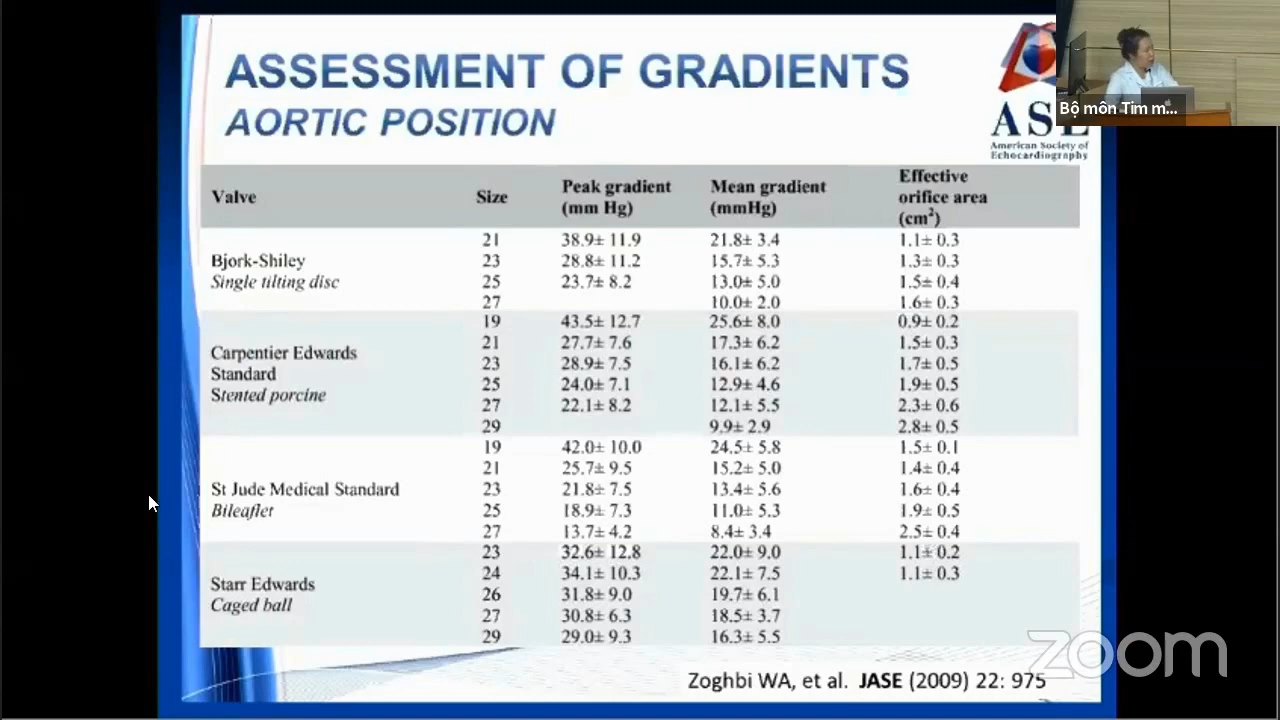 ASSESSMENT OF GRADIENTS
AORTIC POSITION
American Society of
Echocardiography
Bộ môn Tim m...
Valve Size Peak gradient (mm Hg) Mean gradient (mmHg) Effective orifice area (cm²)
Bjork-Shiley
Single tilting disc
21 38.9± 11.9 21.8± 3.4 1.1± 0.3
23 28.8± 11.2 15.7± 5.3 1.3± 0.3
25 23.7± 8.2 13.0± 5.0 1.5± 0.4
27 10.0± 2.0 1.6± 0.3
Carpentier Edwards
Standard
Stented porcine
19 43.5± 12.7 25.6± 8.0 0.9± 0.2
21 27.7± 7.6 17.3± 6.2 1.5± 0.3
23 28.9± 7.5 16.1± 6.2 1.7± 0.5
25 24.0± 7.1 12.9± 4.6 1.9± 0.5
27 22.1± 8.2 12.1± 5.5 2.3± 0.6
29 9.9± 2.9 2.8± 0.5
St Jude Medical Standard
Bileaflet
19 42.0± 10.0 24.5± 5.8 1.5± 0.1
21 25.7± 9.5 15.2± 5.0 1.4± 0.4
23 21.8± 7.5 13.4± 5.6 1.6± 0.4
25 18.9± 7.3 11.0± 5.3 1.9± 0.5
27 13.7± 4.2 8.4± 3.4 2.5± 0.4
Starr Edwards
Caged ball
23 32.6± 12.8 22.0± 9.0 1.1± 0.2
24 34.1± 10.3 22.1± 7.5 1.1± 0.3
26 31.8± 9.0 19.7± 6.1
27 30.8± 6.3 18.5± 3.7
29 29.0± 9.3 16.3± 5.5
Zoghbi WA, et al. JASE (2009) 22: 975
zoom